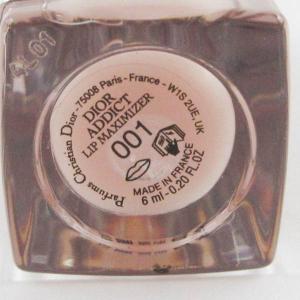 Parfums Christian Dior - 75008 Paris - France - W1S 2UE, UK
DIOR
ADDICT
LIP MAXIMIZER
001
MADE IN FRANCE
6 ml - 0.20 FL.OZ